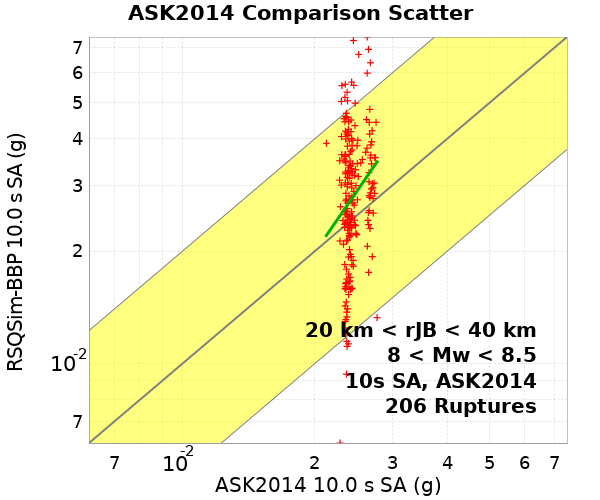 ASK2014 Comparison Scatter
RSQSim-BBP 10.0 s SA (g)
7
6
5
4
3
2
10-2
7
20 km < rJB < 40 km
8 < Mw < 8.5
10s SA, ASK2014
206 Ruptures
7 10-2 2 3 4 5 6 7
ASK2014 10.0 s SA (g)